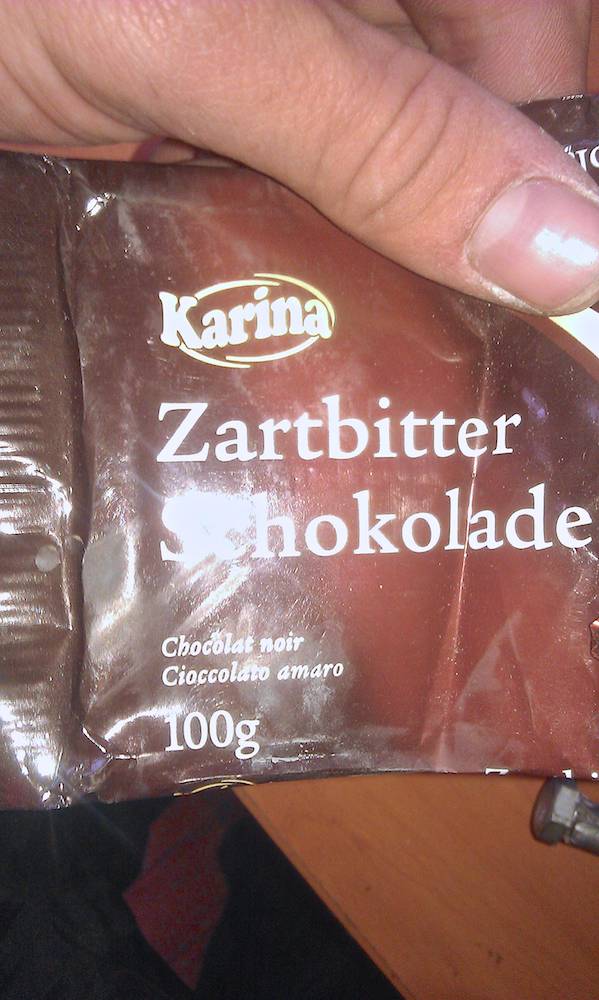 Karina
Zartbitter
Schokolade
Chocolat noir
Cioccolato amaro
100g